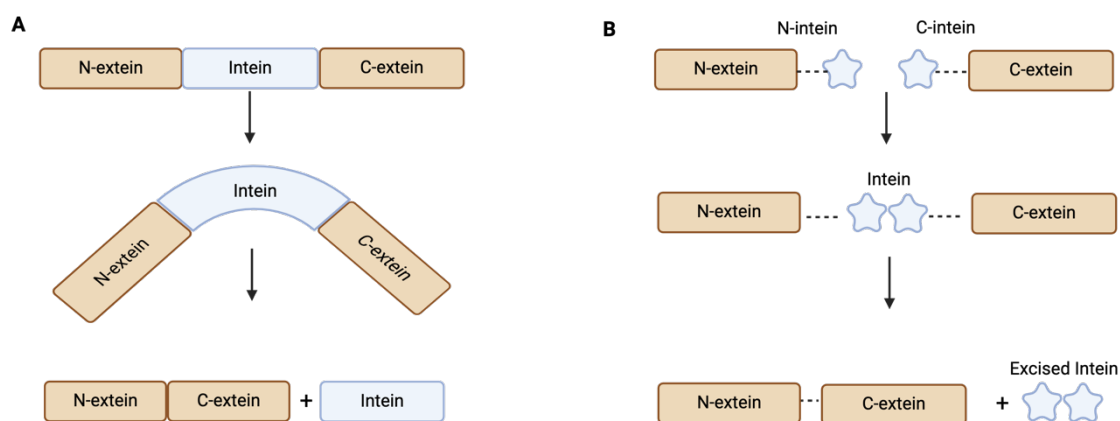 A
N-extein Intein C-extein
Intein
N-extein C-extein
N-extein C-extein + Intein
B
N-intein C-intein
N-extein C-extein
Intein
N-extein C-extein
Excised Intein
N-extein C-extein +